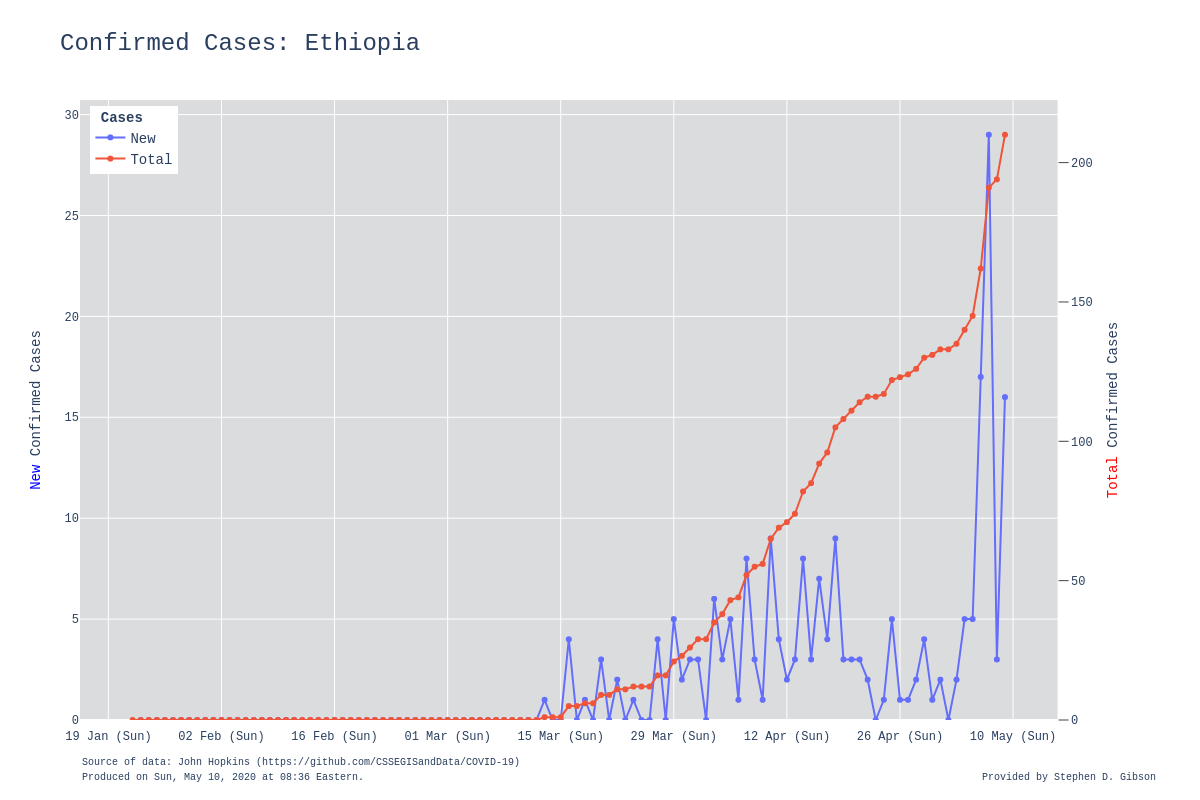 Confirmed Cases: Ethiopia
Cases
New
Total
30
25
20
15
10
5
0
New Confirmed Cases
200
150
100
50
0
Total Confirmed Cases
19 Jan (Sun) 02 Feb (Sun) 16 Feb (Sun) 01 Mar (Sun) 15 Mar (Sun) 29 Mar (Sun) 12 Apr (Sun) 26 Apr (Sun) 10 May (Sun)
Source of data: John Hopkins (https://github.com/CSSEGISandData/COVID-19)
Produced on Sun, May 10, 2020 at 08:36 Eastern.
Provided by Stephen D. Gibson